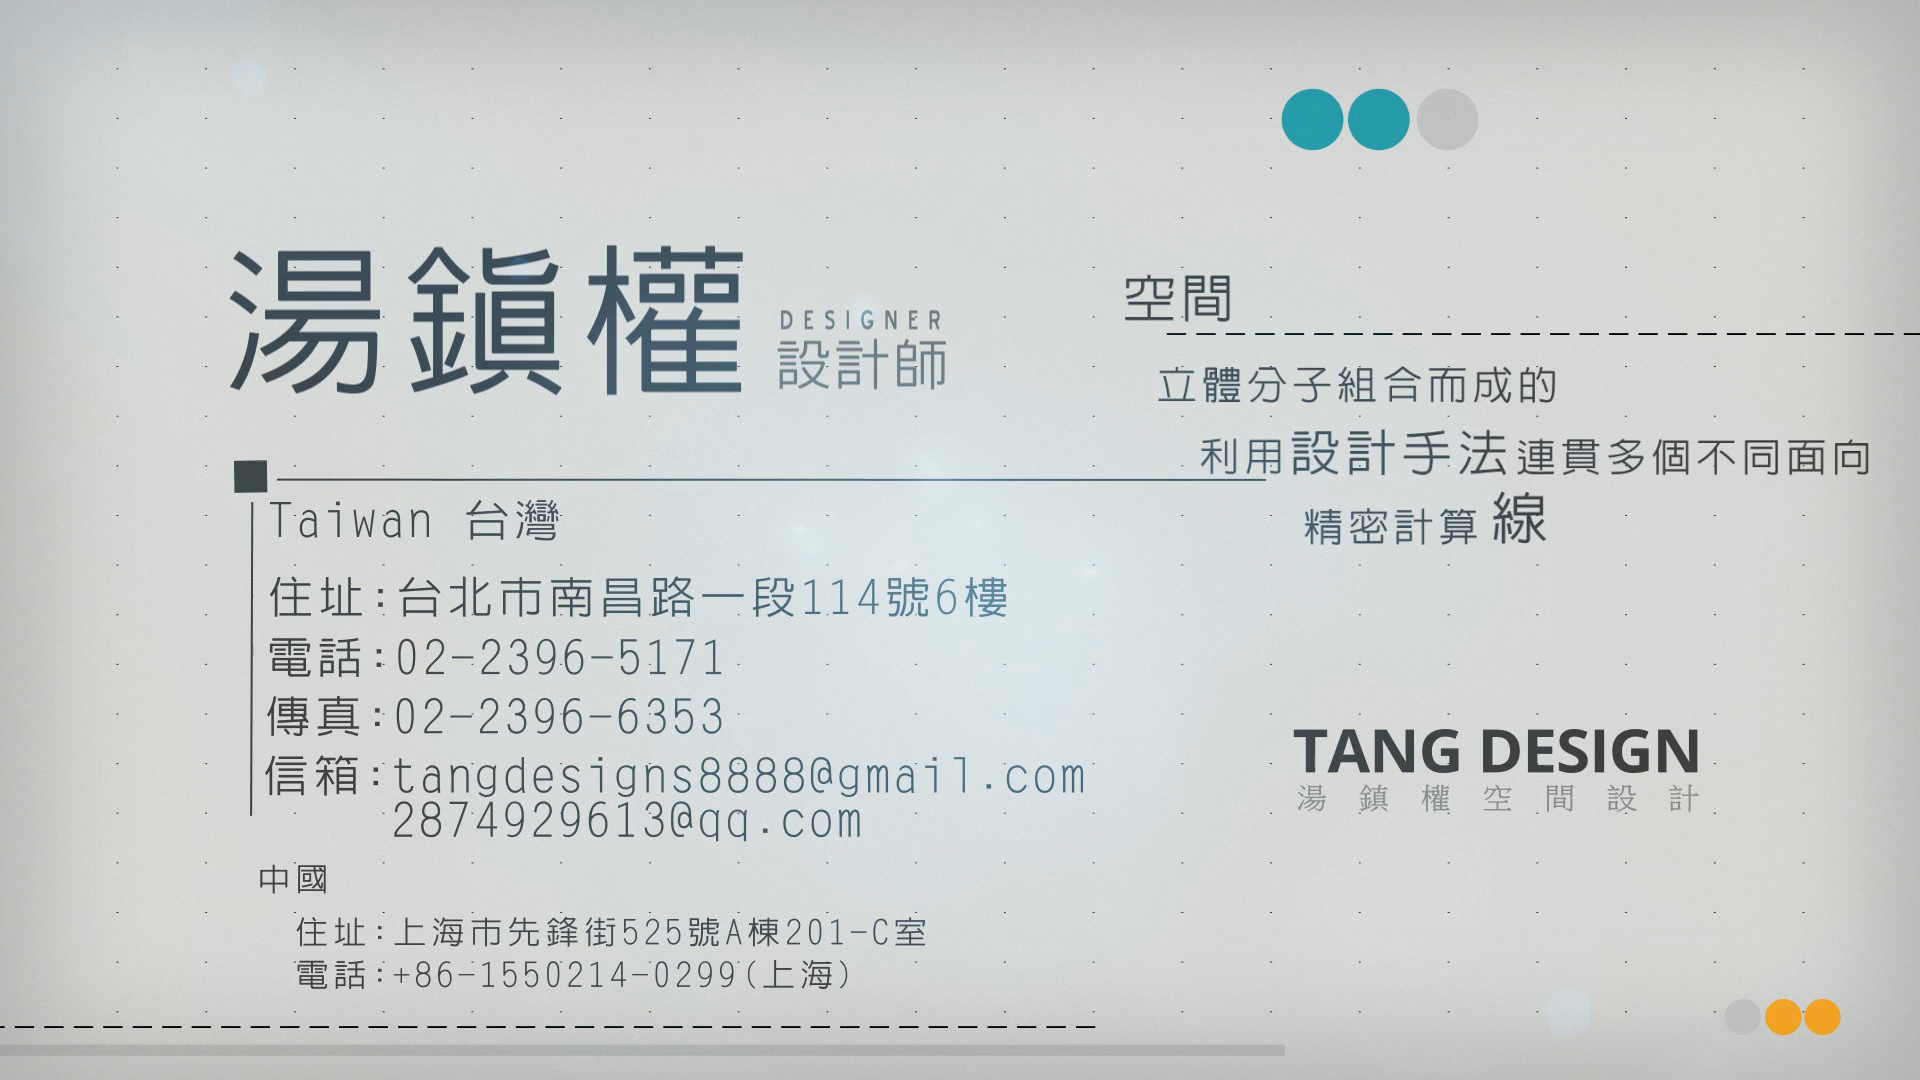 湯鎮權
DESIGNER
設計師
空間
立體分子組合而成的
利用設計手法連貫多個不同面向
精密計算 線
Taiwan 台灣
住址:台北市南昌路一段114號6樓
電話:02-2396-5171
傳真:02-2396-6353
信箱:tangdesigns8888@gmail.com
2874929613@qq.com
中國
住址:上海市先鋒街525號A棟201-C室
電話:+86-1550214-0299(上海)
TANG DESIGN
湯鎮權空間設計